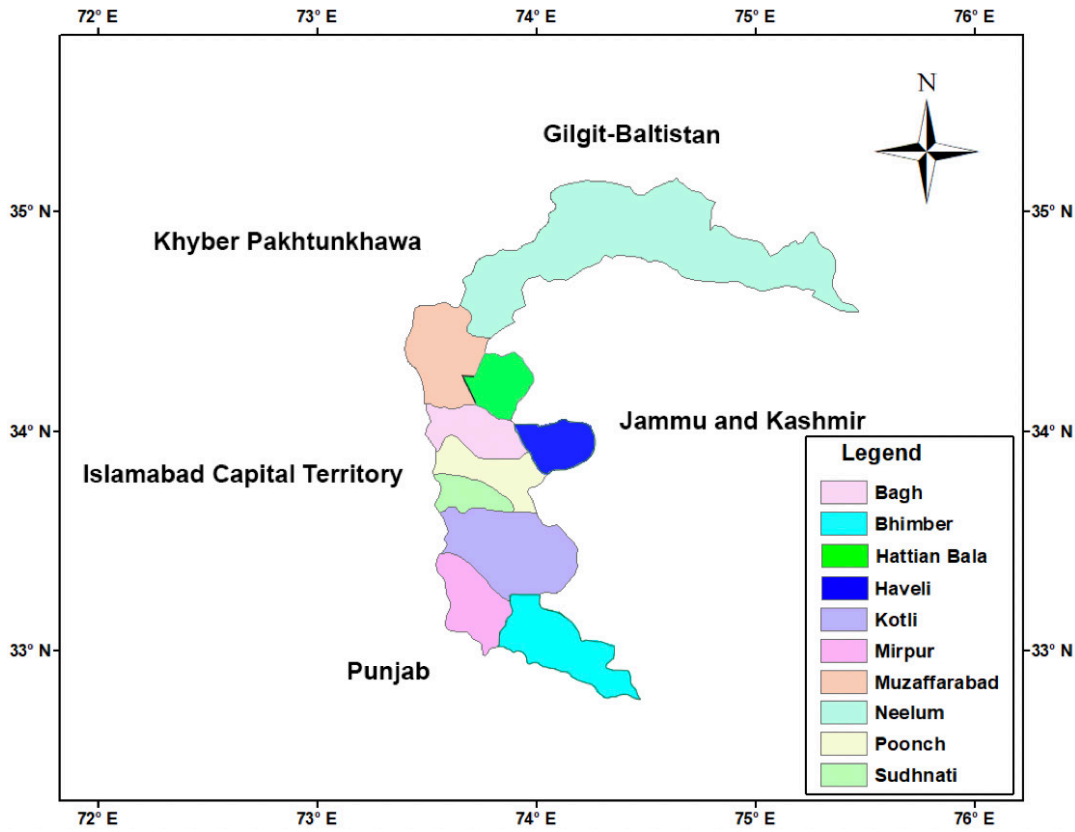 72° E 73° E 74° E 75° E 76° E
N
Gilgit-Baltistan
35° N 35° N
Khyber Pakhtunkhawa
Jammu and Kashmir
34° N 34° N
Islamabad Capital Territory
Legend
Bagh
Bhimber
Hattian Bala
Haveli
Kotli
Mirpur
Muzaffarabad
Neelum
Poonch
Sudhnati
33° N 33° N
Punjab
72° E 73° E 74° E 75° E 76° E